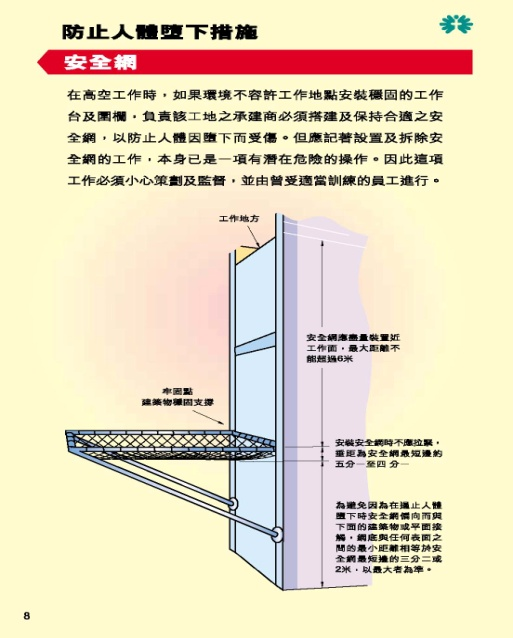 防止人體墮下措施
安全網
在高空工作時，如果環境不容許工作地點安裝穩固的工作
台及圍欄，負責該工地之承建商必須搭建及保持合適之安
全網，以防止人體因墮下而受傷。但應記著設置及拆除安
全網的工作，本身已是一項有潛在危險的操作。因此這項
工作必須小心策劃及監督，並由曾受適當訓練的員工進行。
工作地方
安全網應盡量裝置近
工作面，最大距離不
能超過6米
牢固點
建築物穩固支撐
安裝安全網時不應拉緊，
垂距為安全網最短邊的
五分一至四分一
為避免因為在遏止人體
墮下時安全網傾向而與
下面的建築物或平面接
觸，網底與任何表面之
間的最小距離相等於安
全網最短邊的三分二或
2米，以最大者為準。
8